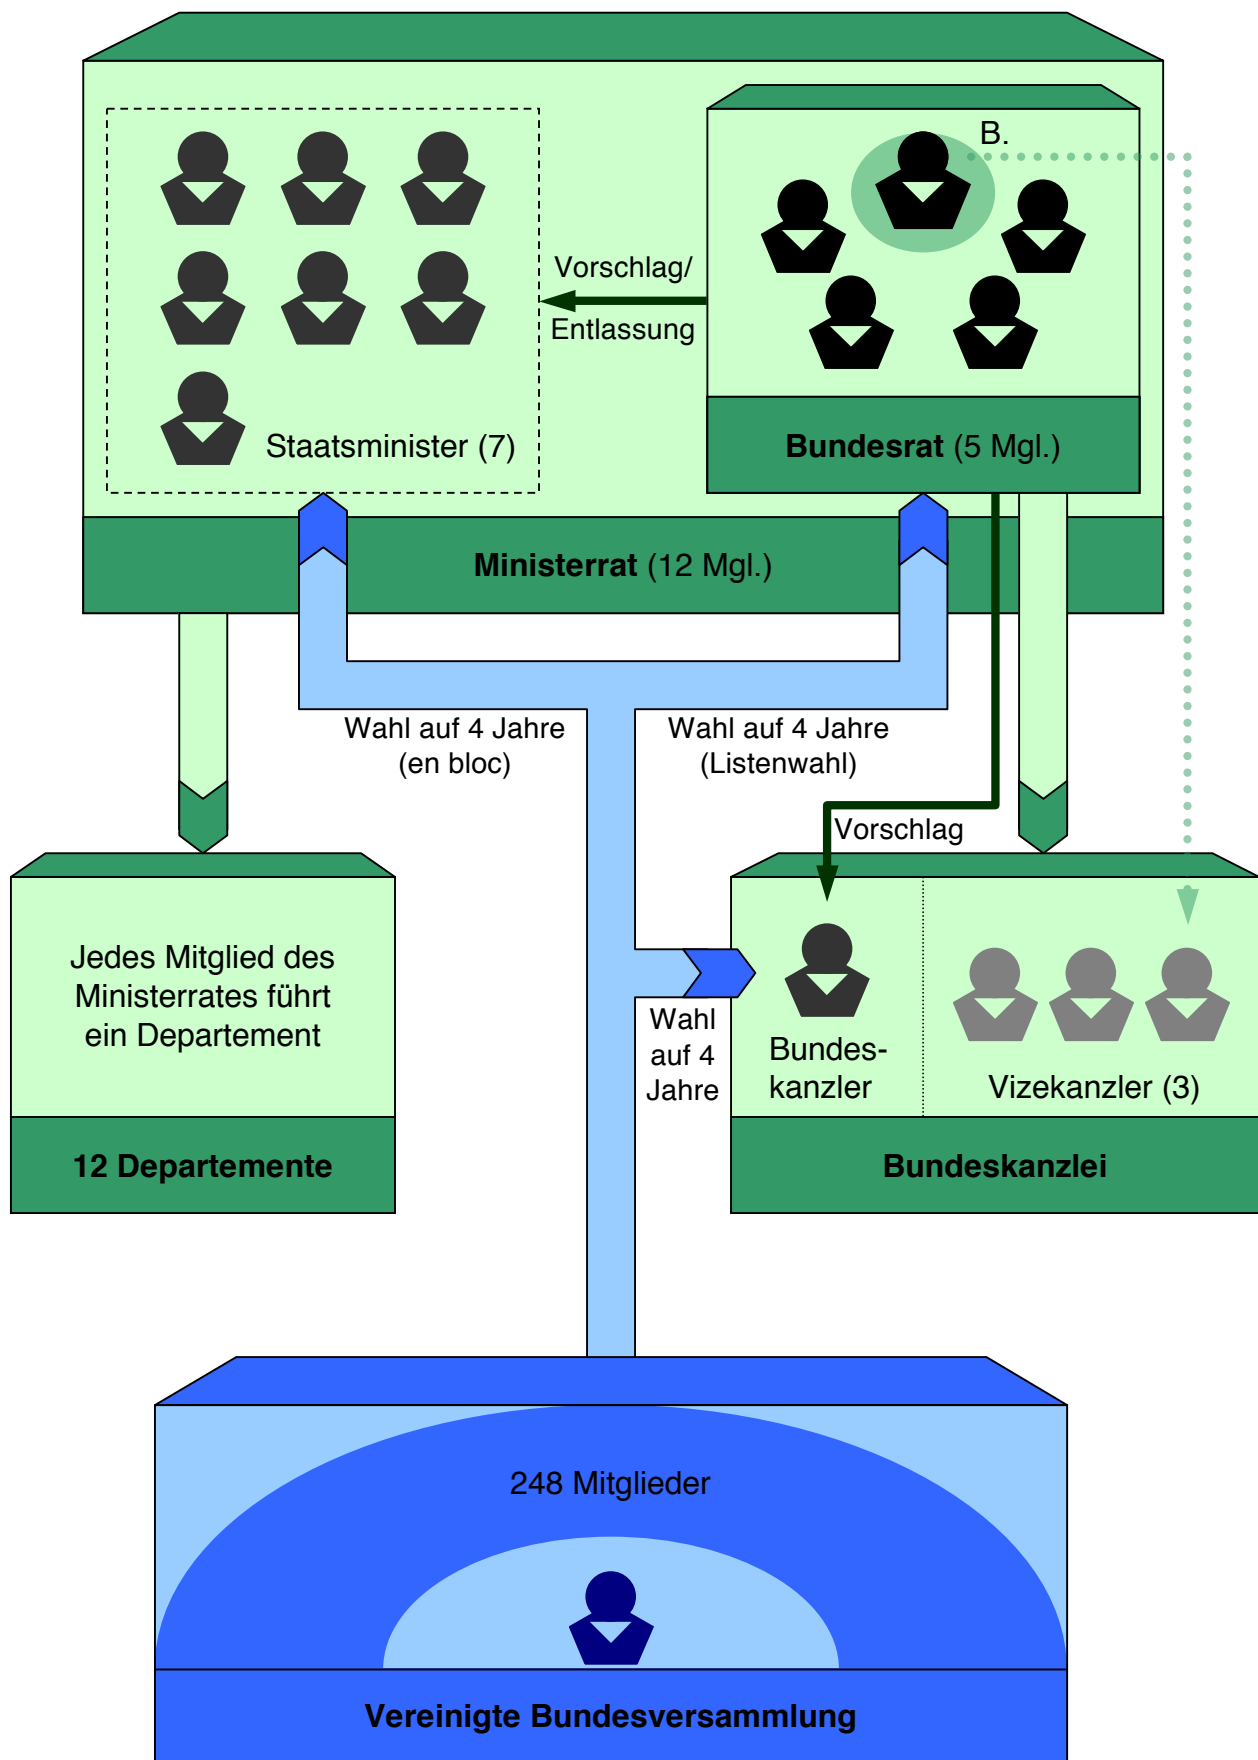 B.
Vorschlag/
Entlassung
Staatsminister (7)
Bundesrat (5 Mgl.)
Ministerrat (12 Mgl.)
Wahl auf 4 Jahre
(en bloc)
Wahl auf 4 Jahre
(Listenwahl)
Vorschlag
Jedes Mitglied des
Ministerrates führt
ein Departement
12 Departemente
Wahl
auf 4
Jahre
Bundes-
kanzler
Vizekanzler (3)
Bundeskanzlei
248 Mitglieder
Vereinigte Bundesversammlung